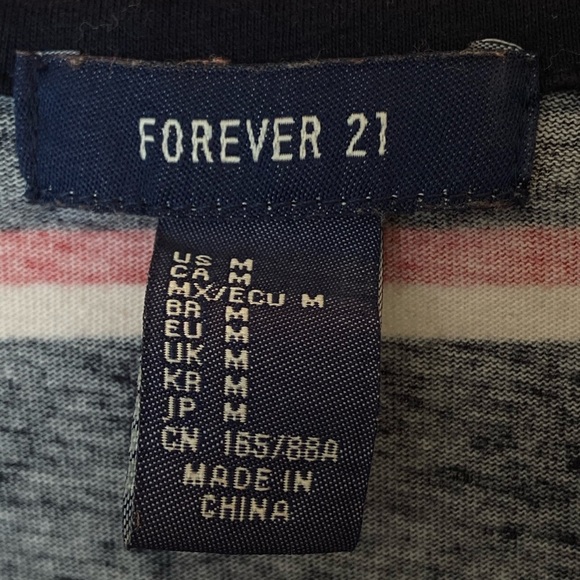 FOREVER 21
US M
CA M
MX/ECU M
BR M
EU M
UK M
KR M
JP M
CN 165/88A
MADE IN
CHINA